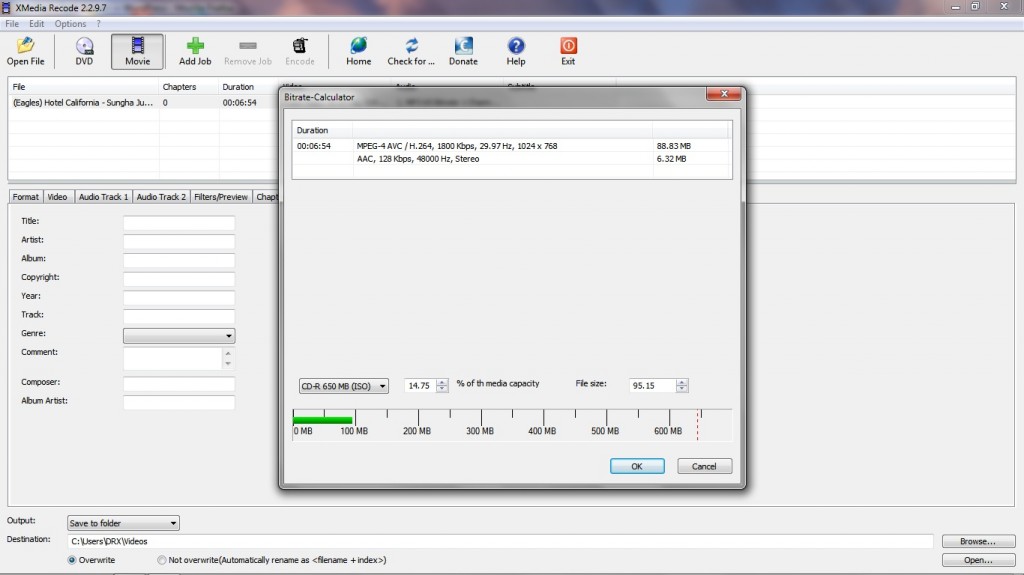 XMedia Recode 2.2.9.7
File Edit Options ?
Open File DVD Movie Add Job Remove Job Encode Home Check for ... Donate Help Exit
File Chapters Duration
(Eagles) Hotel California - Sungha Ju... 0 00:06:54
Bitrate-Calculator
Duration
00:06:54 MPEG-4 AVC / H.264, 1800 Kbps, 29.97 Hz, 1024 x 768 88.83 MB
AAC, 128 Kbps, 48000 Hz, Stereo 6.32 MB
Format Video Audio Track 1 Audio Track 2 Filters/Preview Chapt
Title:
Artist:
Album:
Copyright:
Year:
Track:
Genre:
Comment:
Composer:
Album Artist:
CD-R 650 MB (ISO) 14.75 % of th media capacity File size: 95.15
0 MB 100 MB 200 MB 300 MB 400 MB 500 MB 600 MB
OK Cancel
Output: Save to folder
Destination: C:\Users\DRX\Videos Browse...
Overwrite Not overwrite(Automatically rename as <filename + index>) Open...